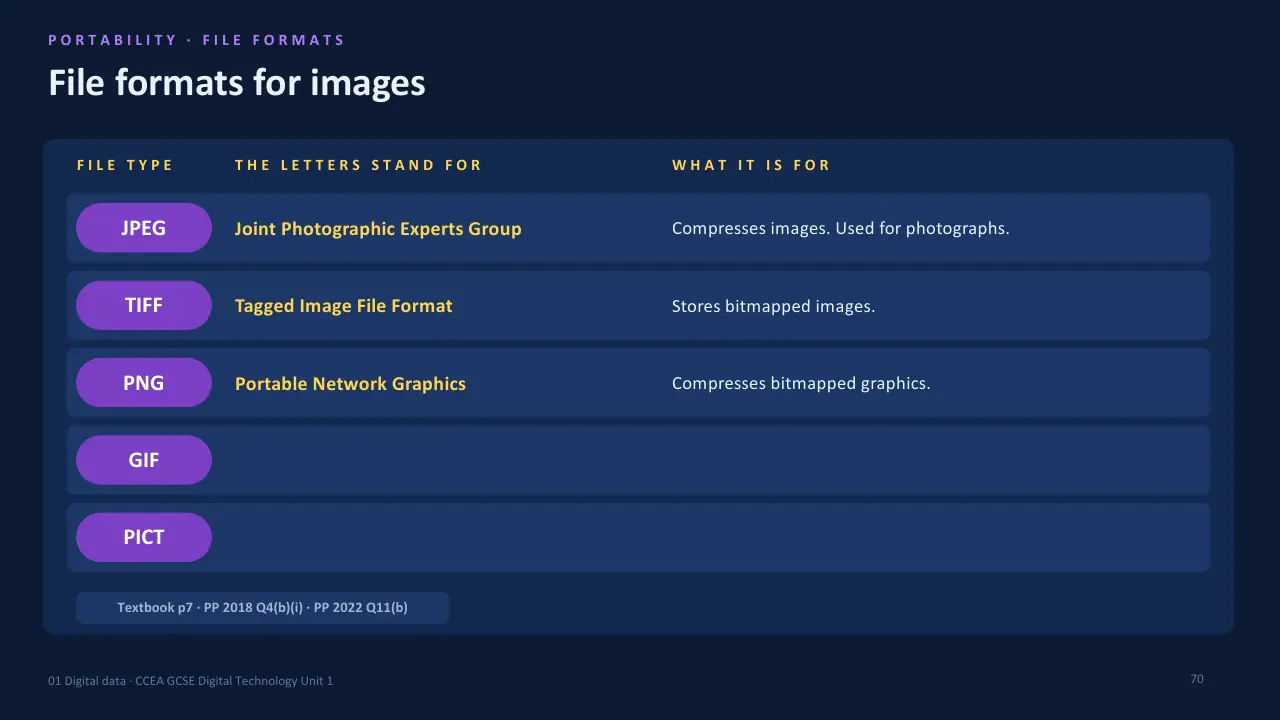 PORTABILITY · FILE FORMATS
File formats for images
FILE TYPE THE LETTERS STAND FOR WHAT IT IS FOR
JPEG Joint Photographic Experts Group Compresses images. Used for photographs.
TIFF Tagged Image File Format Stores bitmapped images.
PNG Portable Network Graphics Compresses bitmapped graphics.
GIF
PICT
Textbook p7 · PP 2018 Q4(b)(i) · PP 2022 Q11(b)
01 Digital data · CCEA GCSE Digital Technology Unit 1 70